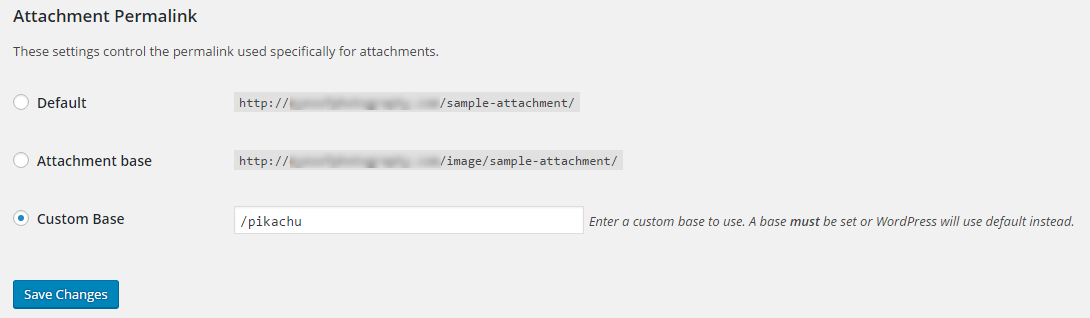 Attachment Permalink
These settings control the permalink used specifically for attachments.
Default http:// /sample-attachment/
Attachment base http:// /image/sample-attachment/
Custom Base /pikachu Enter a custom base to use. A base must be set or WordPress will use default instead.
Save Changes